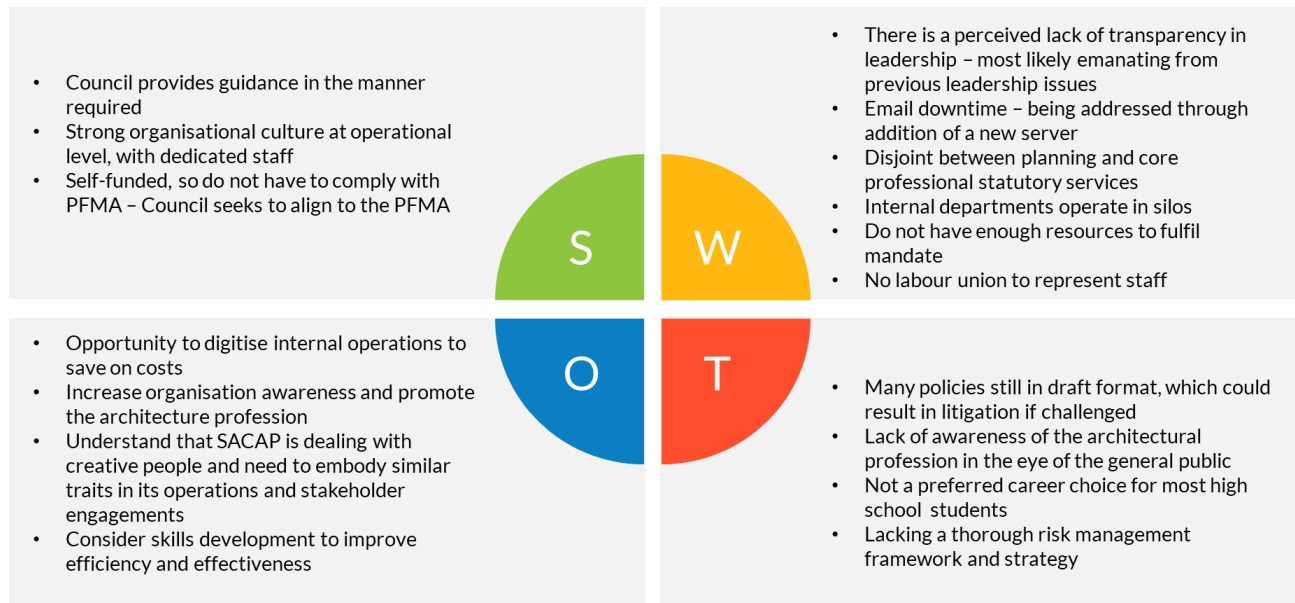 • Council provides guidance in the manner
required
• Strong organisational culture at operational
level, with dedicated staff
• Self-funded, so do not have to comply with
PFMA – Council seeks to align to the PFMA
S
• There is a perceived lack of transparency in
leadership – most likely emanating from
previous leadership issues
• Email downtime – being addressed through
addition of a new server
• Disjoint between planning and core
professional statutory services
• Internal departments operate in silos
• Do not have enough resources to fulfil
mandate
• No labour union to represent staff
W
• Opportunity to digitise internal operations to
save on costs
• Increase organisation awareness and promote
the architecture profession
• Understand that SACAP is dealing with
creative people and need to embody similar
traits in its operations and stakeholder
engagements
• Consider skills development to improve
efficiency and effectiveness
O
• Many policies still in draft format, which could
result in litigation if challenged
• Lack of awareness of the architectural
profession in the eye of the general public
• Not a preferred career choice for most high
school students
• Lacking a thorough risk management
framework and strategy
T